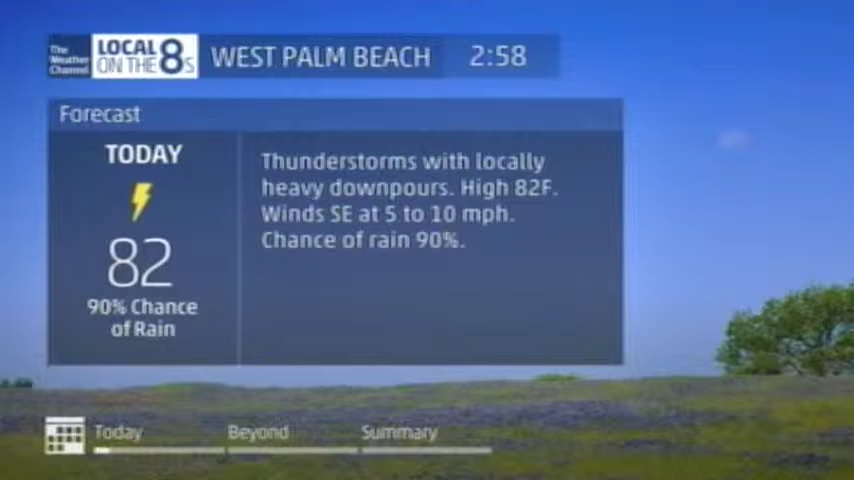 The
Weather
Channel
LOCAL
ON THE 8s
WEST PALM BEACH
2:58
Forecast
TODAY
82
90% Chance
of Rain
Thunderstorms with locally
heavy downpours. High 82F.
Winds SE at 5 to 10 mph.
Chance of rain 90%.
Today
Beyond
Summary